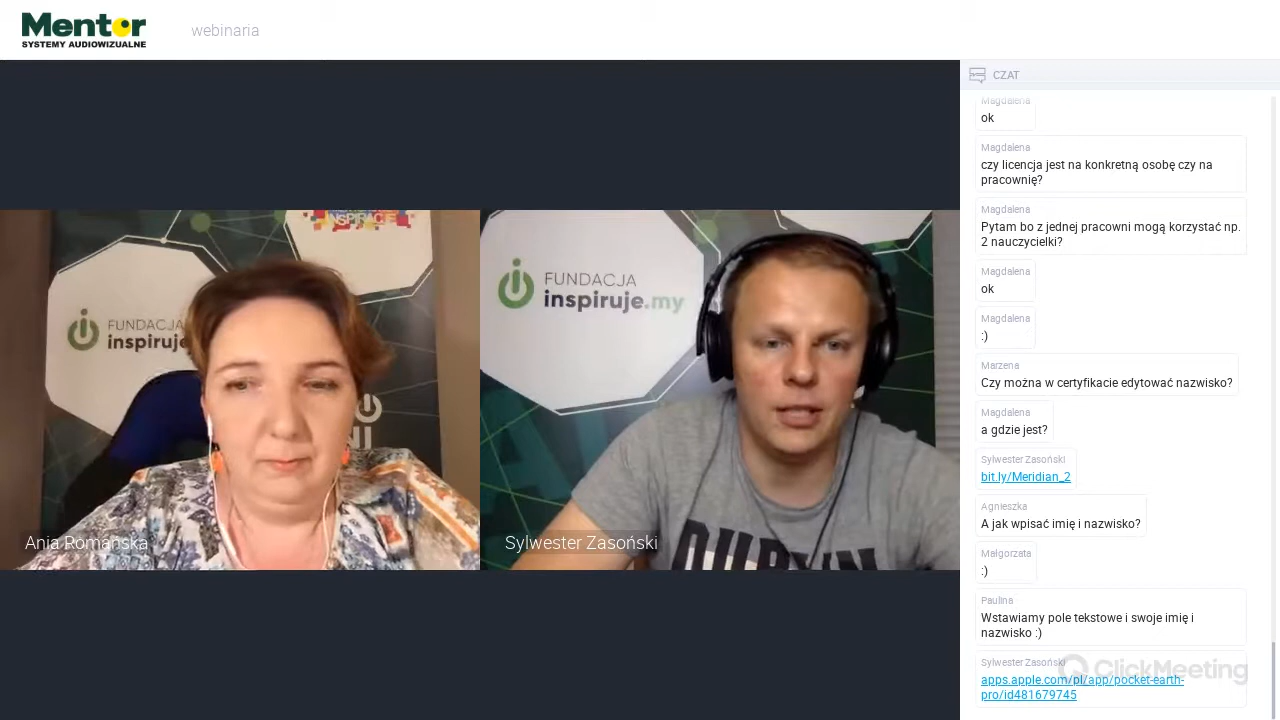 Mentor
SYSTEMY AUDIOWIZUALNE
webinaria
CZAT
INSPIRACJE
FUNDACJA
inspiruje
Ania Romańska
FUNDACJA
inspiruje.my
DUBLIN
Sylwester Zasoński
Magdalena
ok
Magdalena
czy licencja jest na konkretną osobę czy na
pracownię?
Magdalena
Pytam bo z jednej pracowni mogą korzystać np.
2 nauczycielki?
Magdalena
ok
Magdalena
:)
Marzena
Czy można w certyfikacie edytować nazwisko?
Magdalena
a gdzie jest?
Sylwester Zasoński
bit.ly/Meridian_2
Agnieszka
A jak wpisać imię i nazwisko?
Małgorzata
:)
Paulina
Wstawiamy pole tekstowe i swoje imię i
nazwisko :)
Sylwester Zasoński
apps.apple.com/pl/app/pocket-earth-
pro/id481679745
ClickMeeting